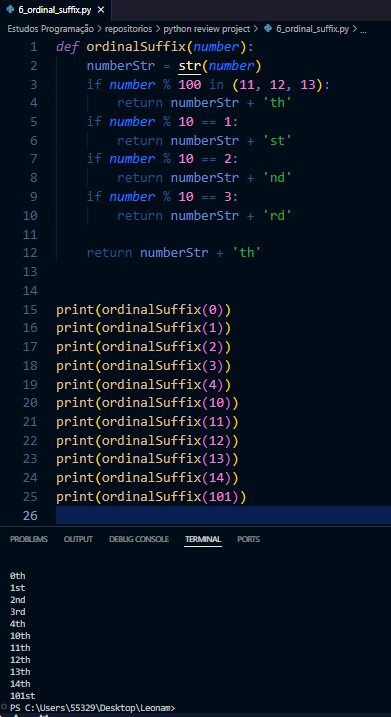 6_ordinal_suffix.py ×
Estudos Programação > repositorios > python review project > 6_ordinal_suffix.py > ...
1 def ordinalSuffix(number):
2     numberStr = str(number)
3     if number % 100 in (11, 12, 13):
4         return numberStr + 'th'
5     if number % 10 == 1:
6         return numberStr + 'st'
7     if number % 10 == 2:
8         return numberStr + 'nd'
9     if number % 10 == 3:
10         return numberStr + 'rd'
11
12     return numberStr + 'th'
13
14
15 print(ordinalSuffix(0))
16 print(ordinalSuffix(1))
17 print(ordinalSuffix(2))
18 print(ordinalSuffix(3))
19 print(ordinalSuffix(4))
20 print(ordinalSuffix(10))
21 print(ordinalSuffix(11))
22 print(ordinalSuffix(12))
23 print(ordinalSuffix(13))
24 print(ordinalSuffix(14))
25 print(ordinalSuffix(101))
26
PROBLEMS OUTPUT DEBUG CONSOLE TERMINAL PORTS
0th
1st
2nd
3rd
4th
10th
11th
12th
13th
14th
101st
PS C:\Users\55329\Desktop\Leonam>